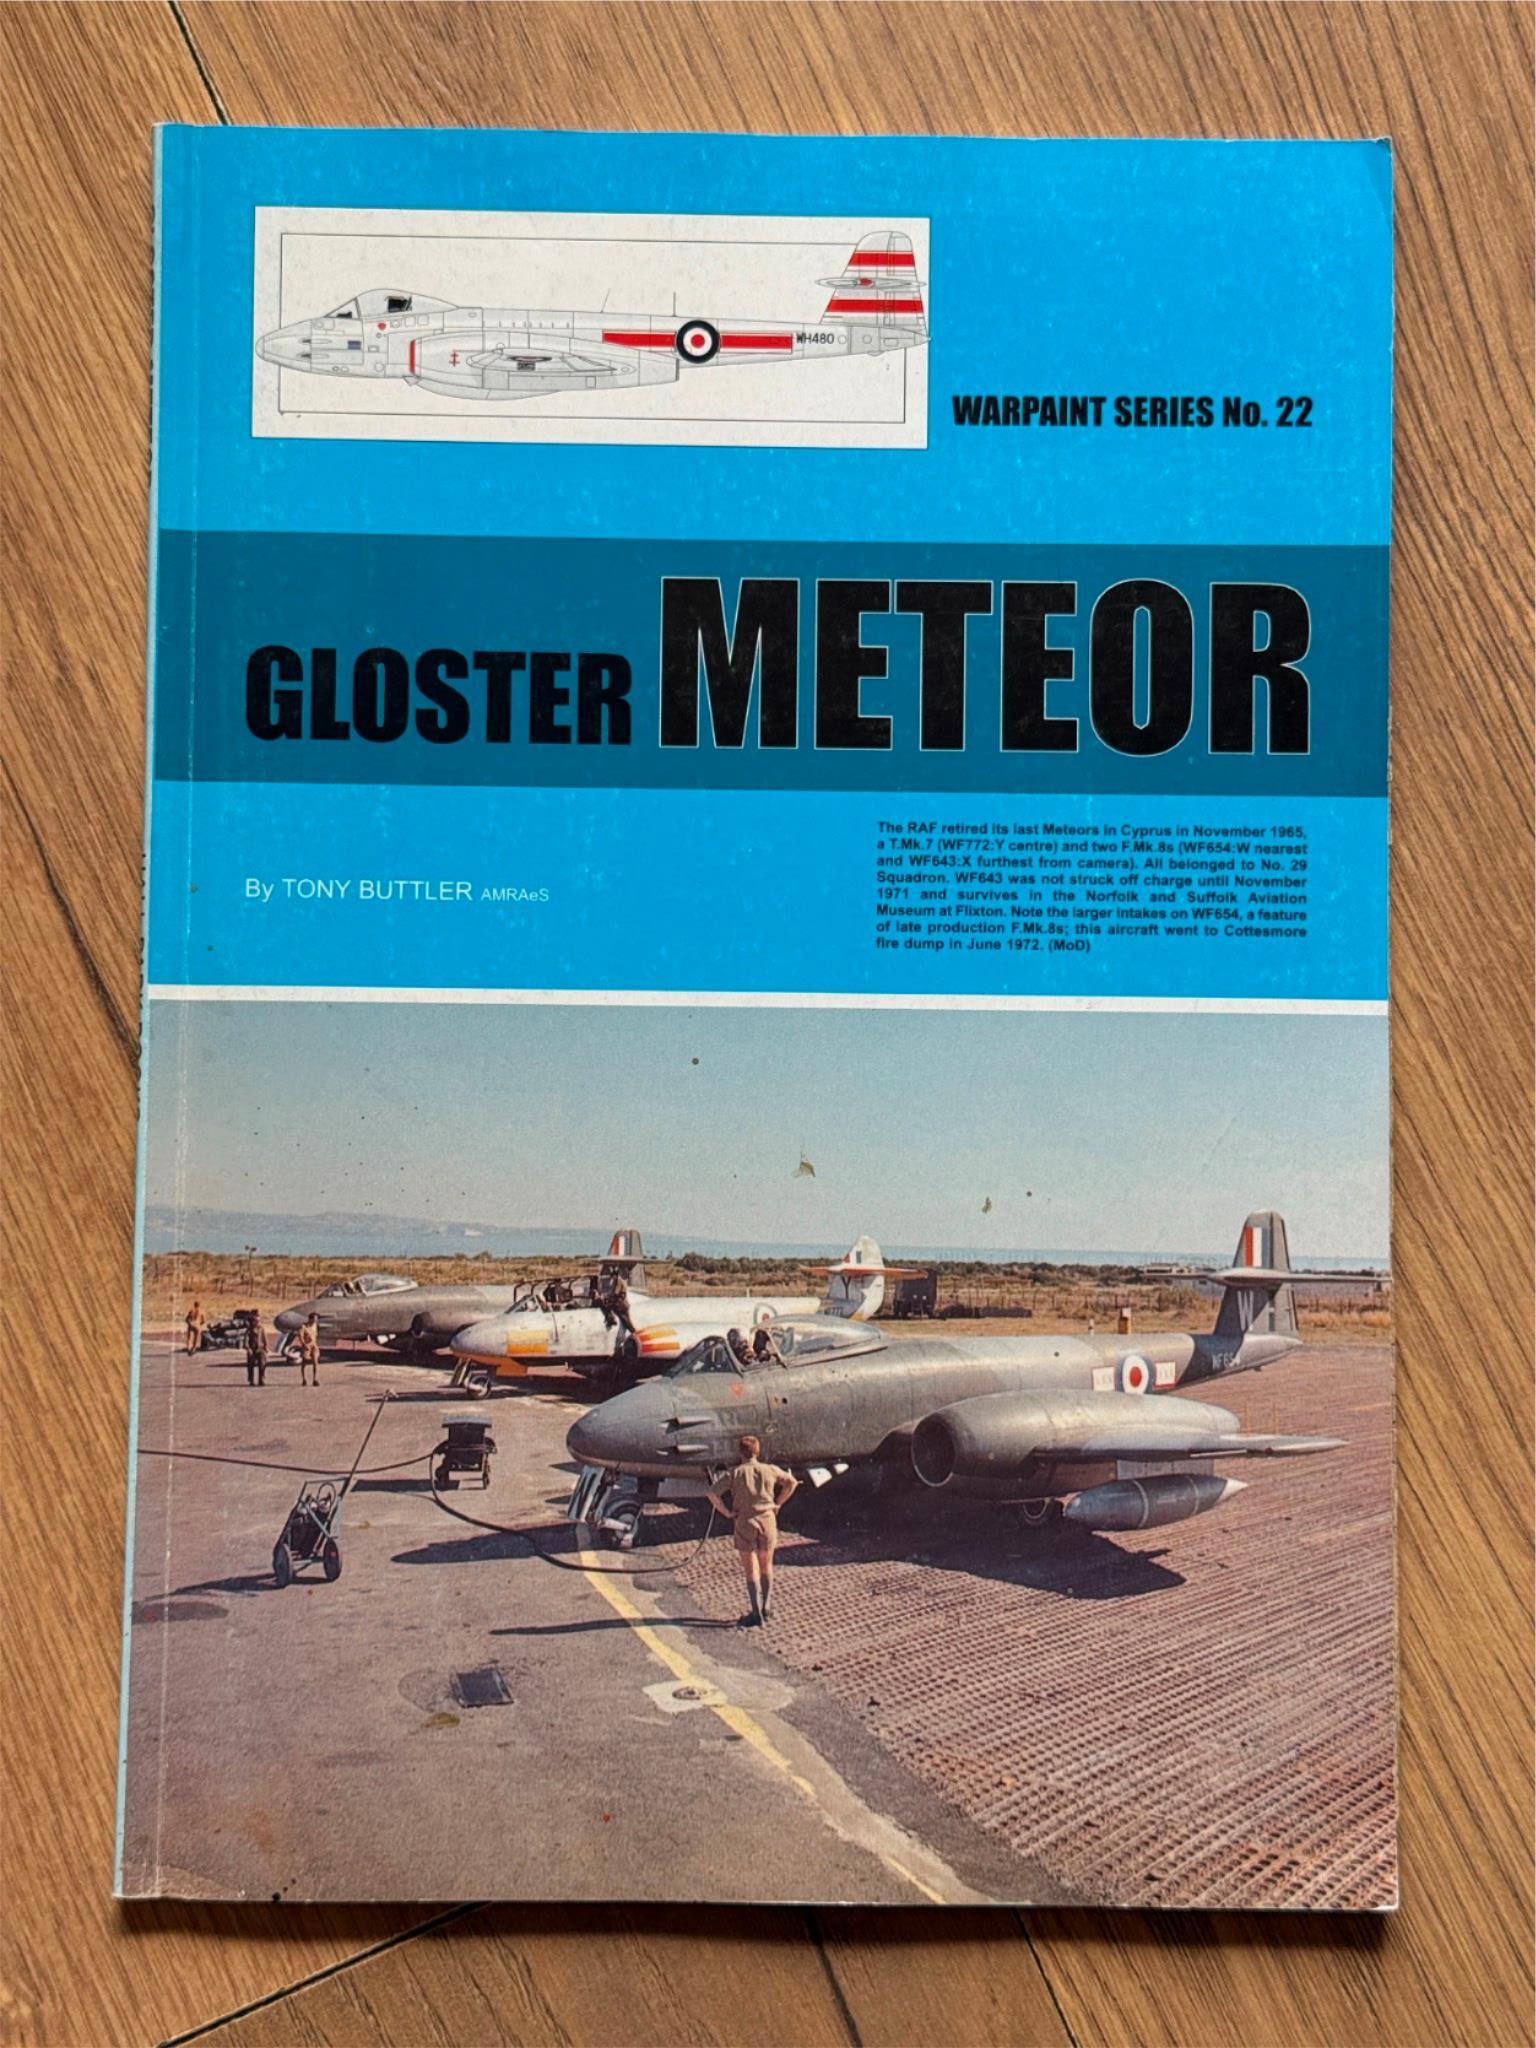 WH480
WARPAINT SERIES No. 22
GLOSTER METEOR
By TONY BUTTLER AMRAeS
The RAF retired its last Meteors in Cyprus in November 1965,
a T.Mk.7 (WF772:Y centre) and two F.Mk.8s (WF654:W nearest
and WF643:X furthest from camera). All belonged to No. 29
Squadron. WF643 was not struck off charge until November
1971 and survives in the Norfolk and Suffolk Aviation
Museum at Flixton. Note the larger intakes on WF654, a feature
of late production F.Mk.8s; this aircraft went to Cottesmore
fire dump in June 1972. (MoD)
Y
W
WF654